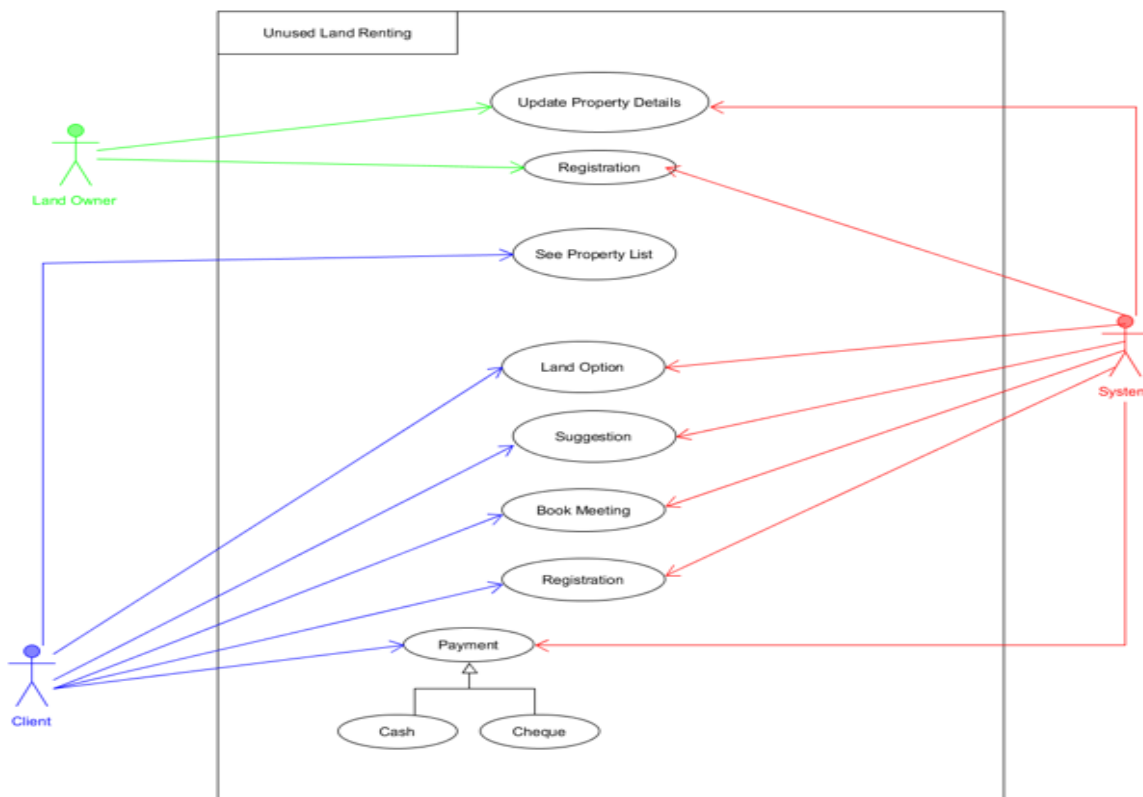 Unused Land Renting
Update Property Details
Registration
Land Owner
See Property List
Land Option
System
Suggestion
Book Meeting
Registration
Payment
Client
Cash
Cheque